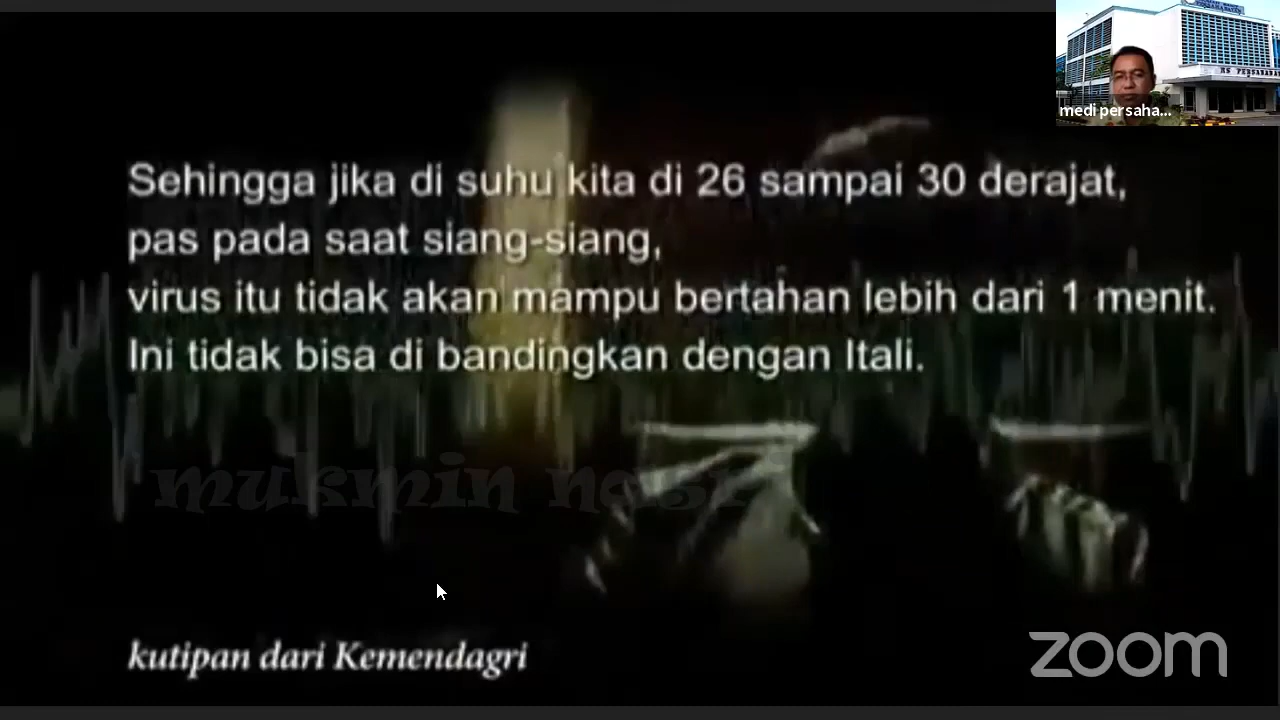 Sehingga jika di suhu kita di 26 sampai 30 derajat,
pas pada saat siang-siang,
virus itu tidak akan mampu bertahan lebih dari 1 menit.
Ini tidak bisa di bandingkan dengan Itali.
mukmin
kutipan dari Kemendagri
medi persaha...
zoom